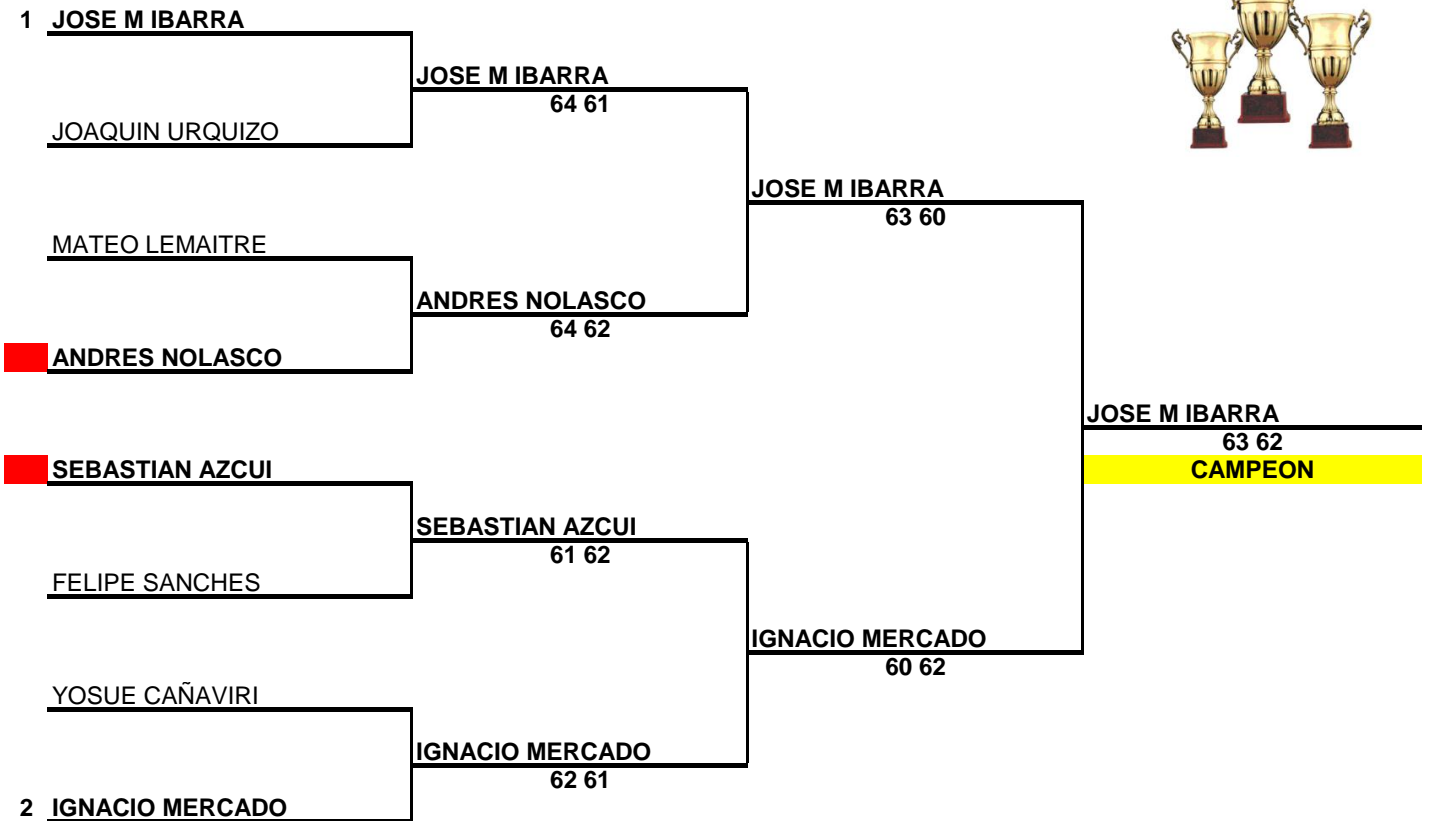 1 JOSE M IBARRA
JOSE M IBARRA
64 61
JOAQUIN URQUIZO
JOSE M IBARRA
63 60
MATEO LEMAITRE
ANDRES NOLASCO
64 62
ANDRES NOLASCO
JOSE M IBARRA
63 62
SEBASTIAN AZCUI
CAMPEON
SEBASTIAN AZCUI
61 62
FELIPE SANCHES
IGNACIO MERCADO
60 62
YOSUE CAÑAVIRI
IGNACIO MERCADO
62 61
2 IGNACIO MERCADO